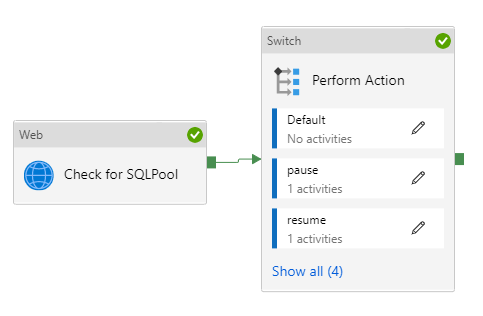 Web
Check for SQLPool
Switch
Perform Action
Default
No activities
pause
1 activities
resume
1 activities
Show all (4)